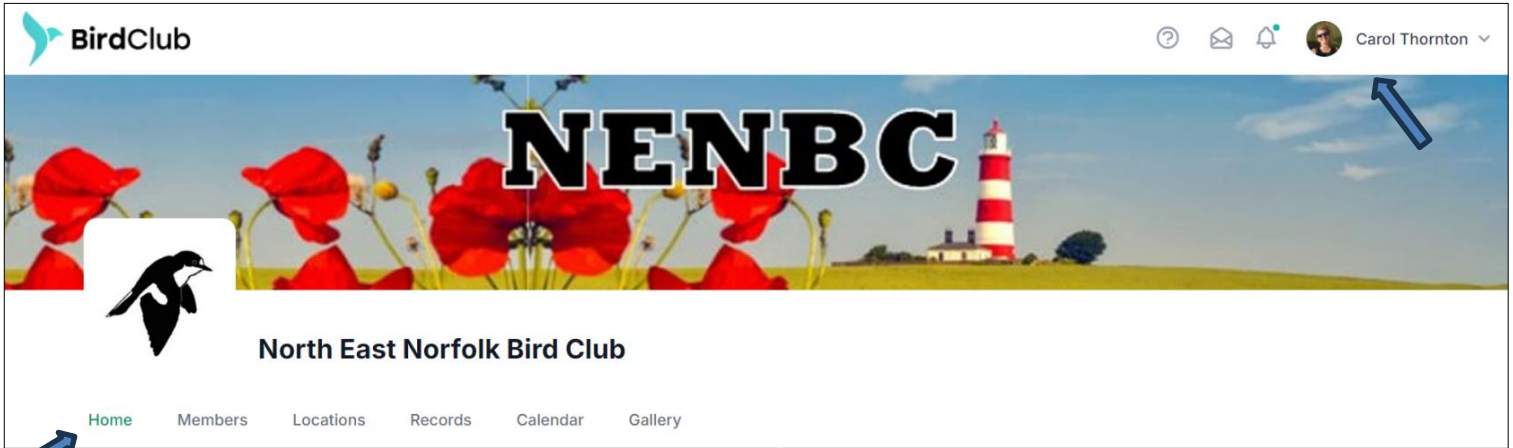 BirdClub
Carol Thornton
NENBC
North East Norfolk Bird Club
Home Members Locations Records Calendar Gallery